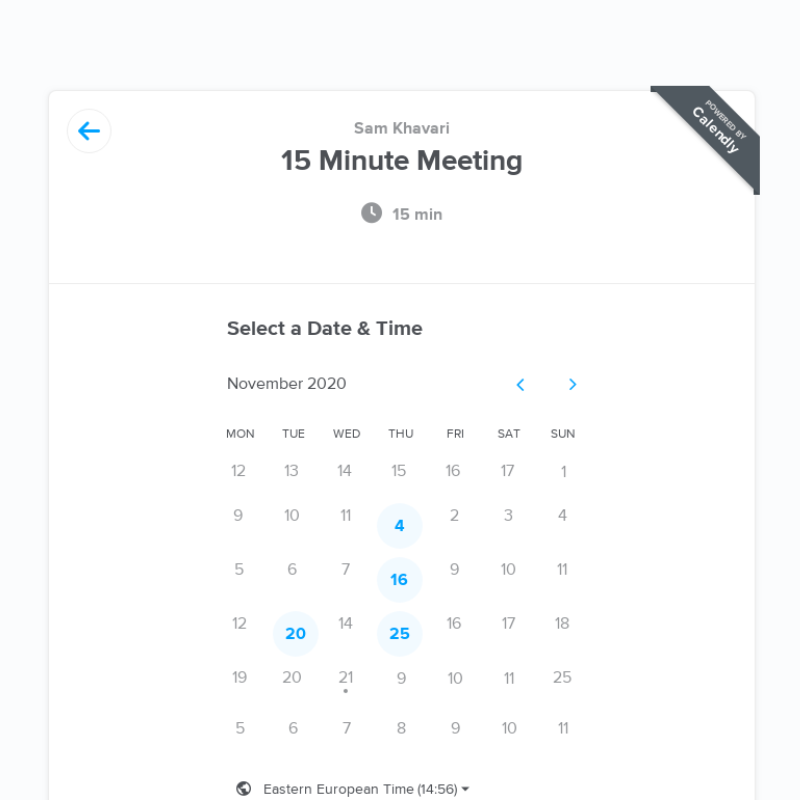 POWERED BY
Calendly
Sam Khavari
15 Minute Meeting
15 min
Select a Date & Time
November 2020
MON TUE WED THU FRI SAT SUN
12 13 14 15 16 17 1
9 10 11 4 2 3 4
5 6 7 16 9 10 11
12 20 14 25 16 17 18
19 20 21 9 10 11 25
5 6 7 8 9 10 11
Eastern European Time (14:56)